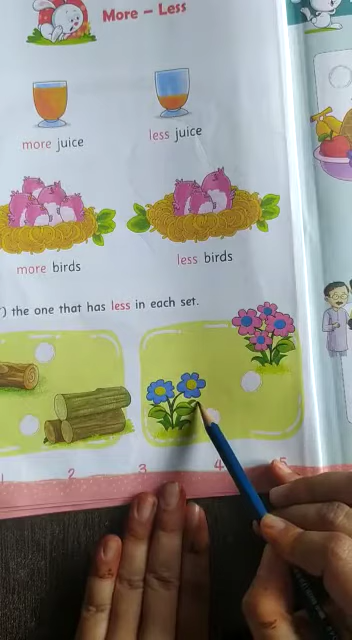 More – Less
more juice
less juice
more birds
less birds
) the one that has less in each set.
1 2 3 4 5